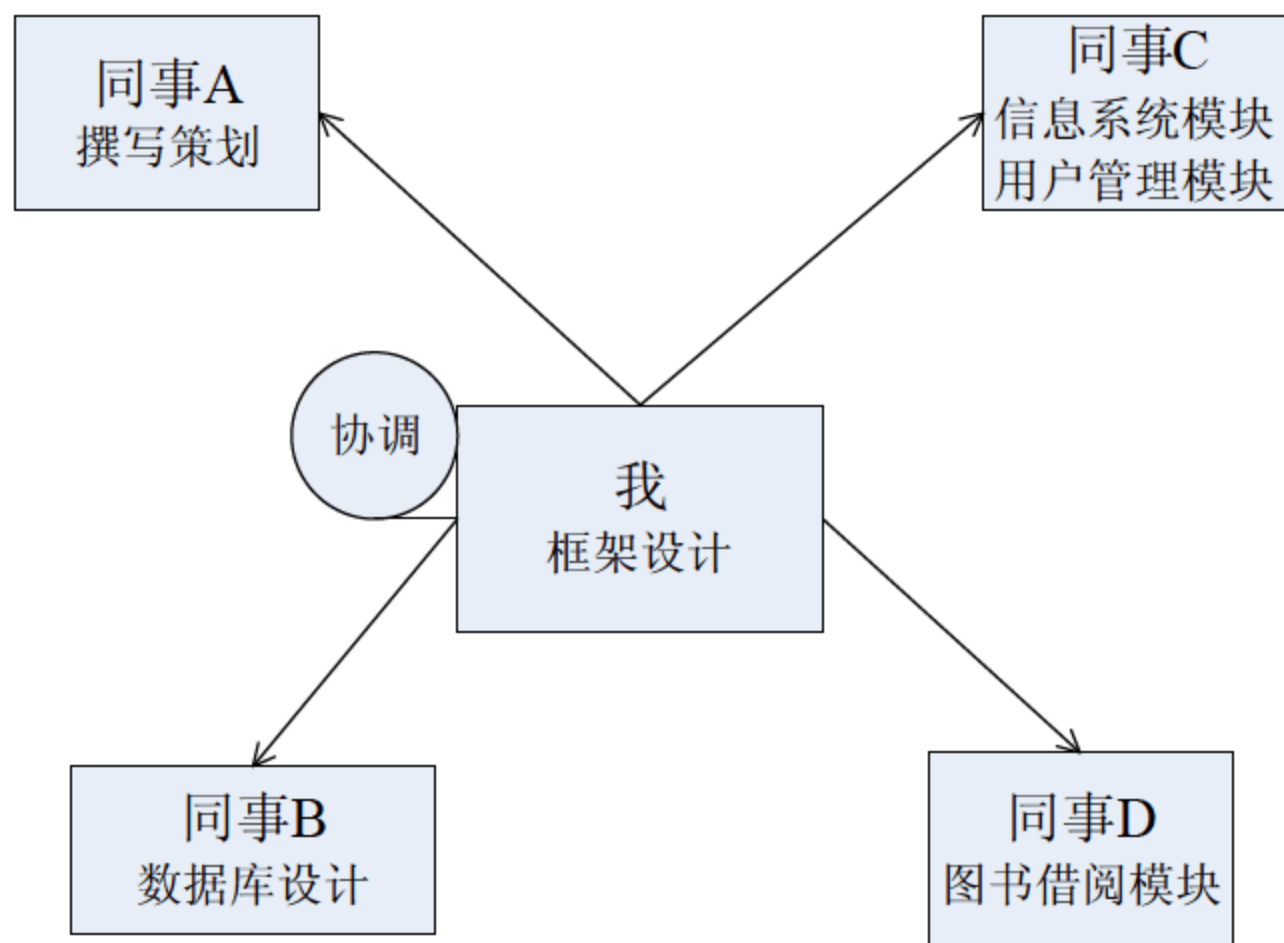 同事A
撰写策划
同事C
信息系统模块
用户管理模块
协调
我
框架设计
同事B
数据库设计
同事D
图书借阅模块